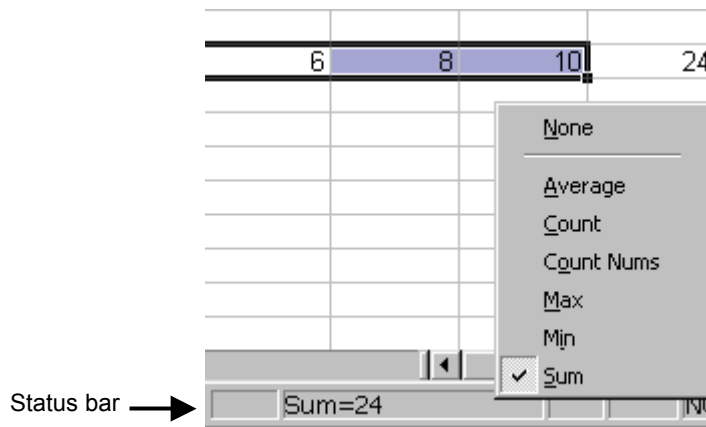 6 8 10 24
None
Average
Count
Count Nums
Max
Min
Sum
Status bar Sum=24